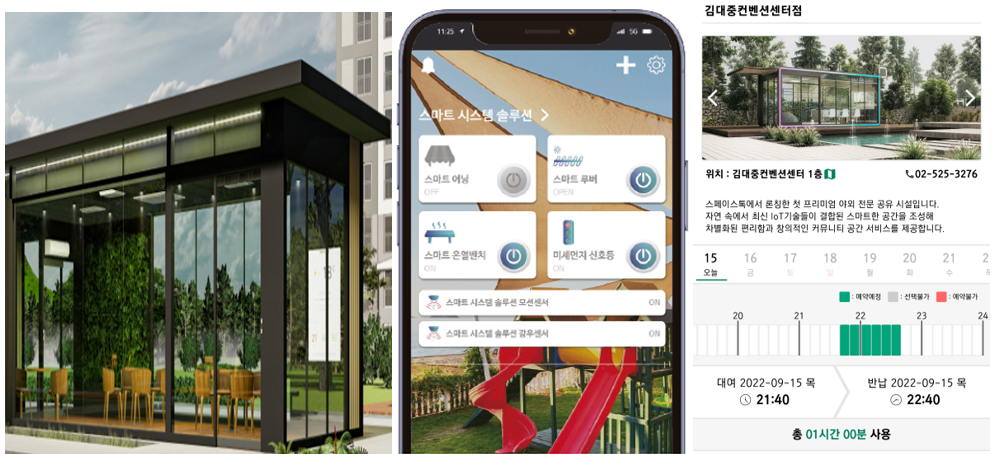 11:25
5G
스마트 시스템 솔루션
스마트 어닝
OFF
스마트 루버
OPEN
스마트 온열벤치
ON
미세먼지 신호등
ON
스마트 시스템 솔루션 모션센서 ON
스마트 시스템 솔루션 강우센서 ON
김대중컨벤션센터점
위치 : 김대중컨벤션센터 1층
02-525-3276
스페이스톡에서 론칭한 첫 프리미엄 야외 전문 공유 시설입니다.
자연 속에서 최신 IoT기술들이 결합된 스마트한 공간을 조성해
차별화된 편리함과 창의적인 커뮤니티 공간 서비스를 제공합니다.
15 16 17 18 19 20 21 2
오늘 금 토 일 월 화 수
: 예약예정 : 선택불가 : 예약불가
20 21 22 23 24
대여 2022-09-15 목
21:40
반납 2022-09-15 목
22:40
총 01시간 00분 사용